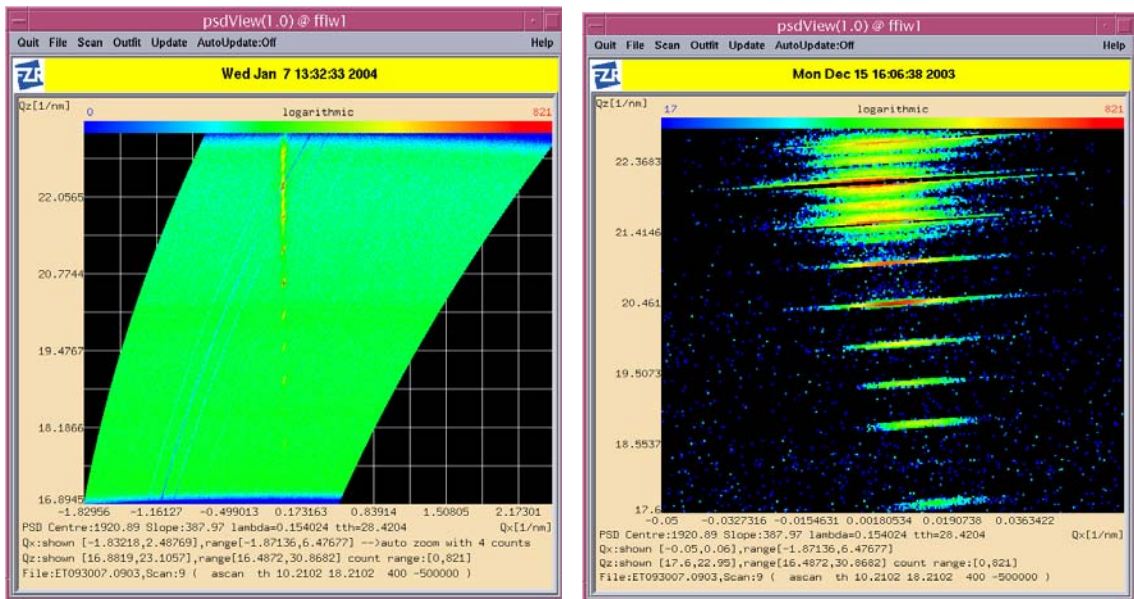 psdView(1.0) @ fflw1
Quit File Scan Outfit Update AutoUpdate:Off Help
FZR
Wed Jan 7 13:32:33 2004
Qz[1/nm] 0 logarithmic 821
22.0565
20.7744
19.4767
18.1866
16.8945
-1.82956 -1.16127 -0.499013 0.173163 0.83914 1.50805 2.17301
PSD Centre:1920.89 Slope:387.97 lambda=0.154024 tth=28.4204 Qx[1/nm]
Qx:shown [-1.83218,2.48769],range[-1.87136,6.47677] -->auto zoom with 4 counts
Qz:shown [16.8819,23.1057],range[16.4872,30.8682] count range:[0,821]
File:ET093007.0903,Scan:9 ( ascan th 10.2102 18.2102 400 -500000 )
psdView(1.0) @ fflw1
Quit File Scan Outfit Update AutoUpdate:Off Help
FZR
Mon Dec 15 16:06:38 2003
Qz[1/nm] 17 logarithmic 821
22.3683
21.4146
20.461
19.5073
18.5537
17.6
-0.05 -0.0327316 -0.0154631 0.00180534 0.0190738 0.0363422
PSD Centre:1920.89 Slope:387.97 lambda=0.154024 tth=28.4204 Qx[1/nm]
Qx:shown [-0.05,0.06],range[-1.87136,6.47677]
Qz:shown [17.6,22.95],range[16.4872,30.8682] count range:[0,821]
File:ET093007.0903,Scan:9 ( ascan th 10.2102 18.2102 400 -500000 )